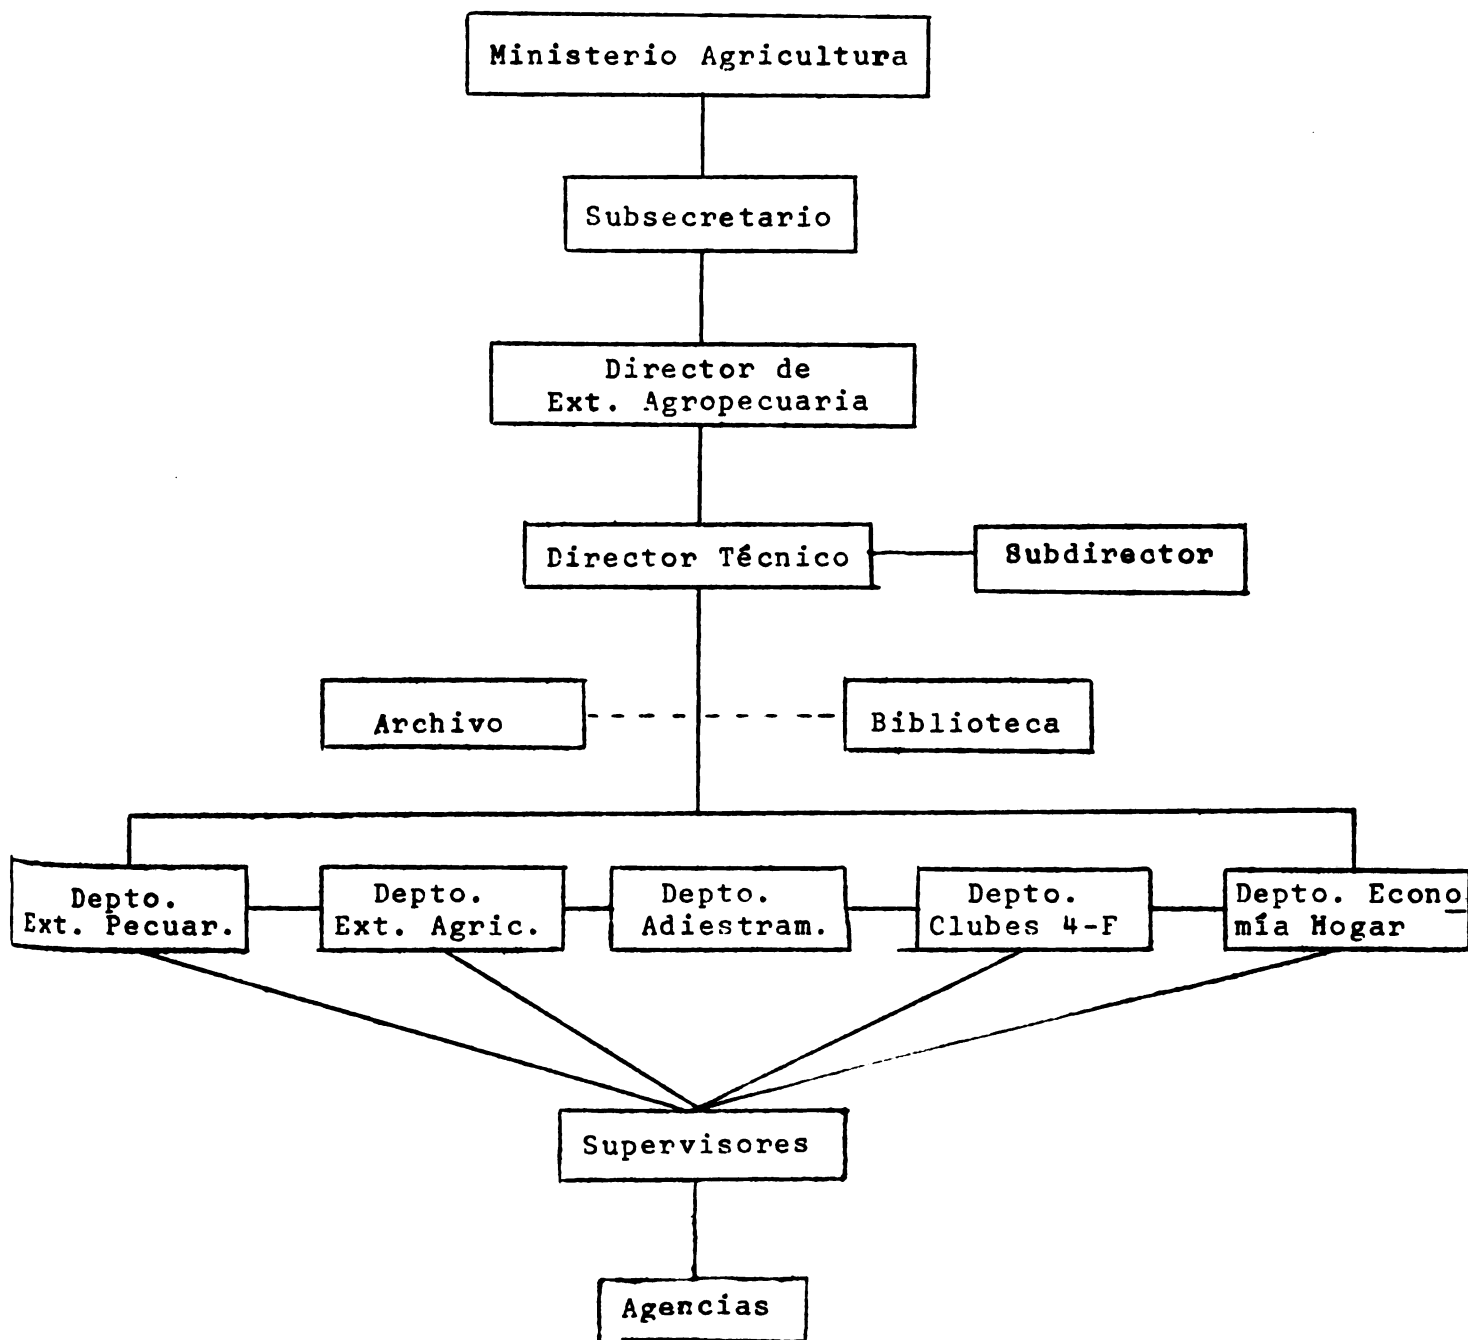 Ministerio Agricultura
Subsecretario
Director de
Ext. Agropecuaria
Director Técnico
Subdirector
Archivo
Biblioteca
Depto.
Ext. Pecuar.
Depto.
Ext. Agric.
Depto.
Adiestram.
Depto.
Clubes 4-F
Depto. Econo
mía Hogar
Supervisores
Agencias